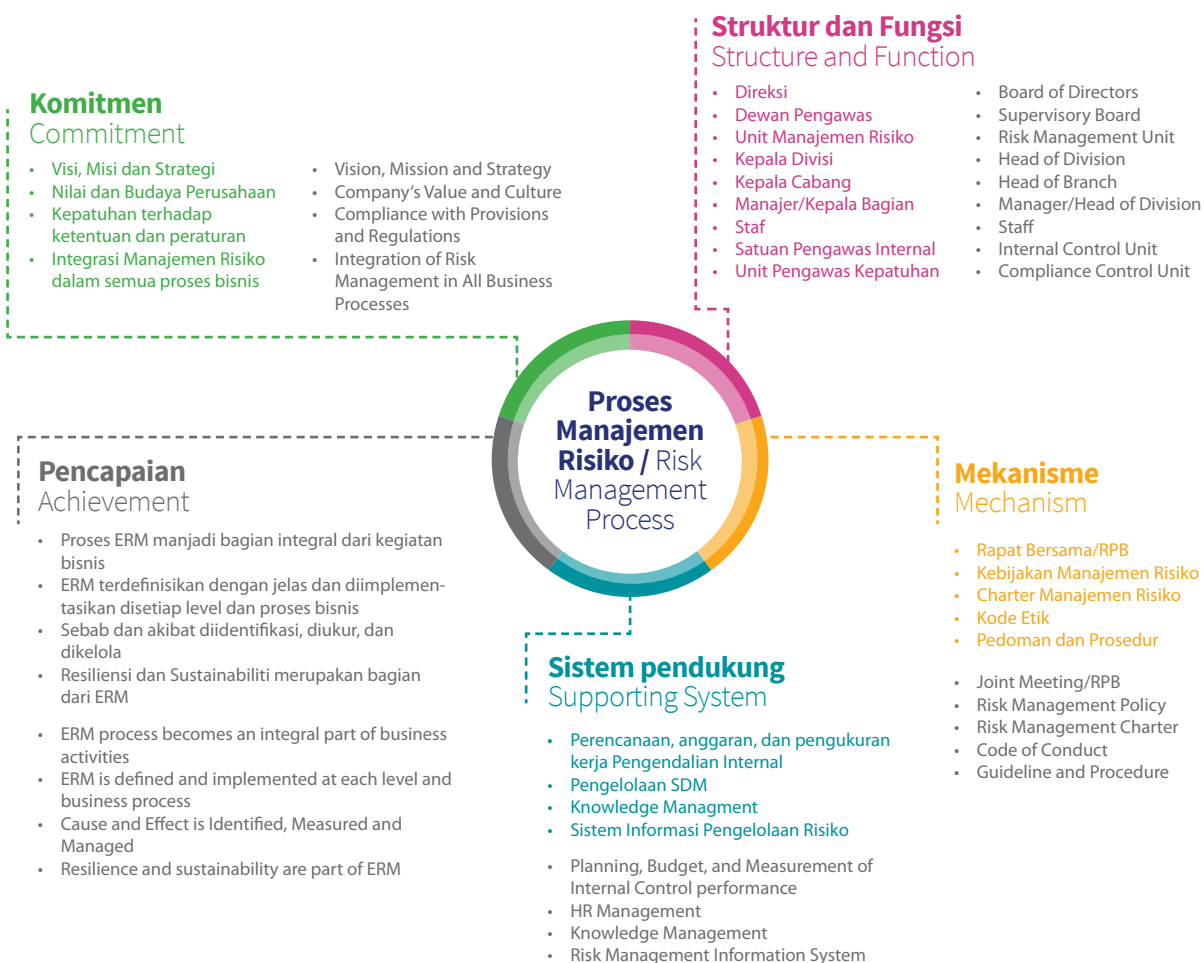 Struktur dan Fungsi
Structure and Function
• Direksi
• Dewan Pengawas
• Unit Manajemen Risiko
• Kepala Divisi
• Kepala Cabang
• Manajer/Kepala Bagian
• Staf
• Satuan Pengawas Internal
• Unit Pengawas Kepatuhan
• Board of Directors
• Supervisory Board
• Risk Management Unit
• Head of Division
• Head of Branch
• Manager/Head of Division
• Staff
• Internal Control Unit
• Compliance Control Unit
Komitmen
Commitment
• Visi, Misi dan Strategi
• Nilai dan Budaya Perusahaan
• Kepatuhan terhadap
ketentuan dan peraturan
• Integrasi Manajemen Risiko
dalam semua proses bisnis
• Vision, Mission and Strategy
• Company's Value and Culture
• Compliance with Provisions
and Regulations
• Integration of Risk
Management in All Business
Processes
Proses
Manajemen
Risiko / Risk
Management
Process
Pencapaian
Achievement
• Proses ERM manjadi bagian integral dari kegiatan
bisnis
• ERM terdefinisikan dengan jelas dan diimplemen-
tasikan disetiap level dan proses bisnis
• Sebab dan akibat diidentifikasi, diukur, dan
dikelola
• Resiliensi dan Sustainabiliti merupakan bagian
dari ERM
• ERM process becomes an integral part of business
activities
• ERM is defined and implemented at each level and
business process
• Cause and Effect is Identified, Measured and
Managed
• Resilience and sustainability are part of ERM
Mekanisme
Mechanism
• Rapat Bersama/RPB
• Kebijakan Manajemen Risiko
• Charter Manajemen Risiko
• Kode Etik
• Pedoman dan Prosedur
• Joint Meeting/RPB
• Risk Management Policy
• Risk Management Charter
• Code of Conduct
• Guideline and Procedure
Sistem pendukung
Supporting System
• Perencanaan, anggaran, dan pengukuran
kerja Pengendalian Internal
• Pengelolaan SDM
• Knowledge Managment
• Sistem Informasi Pengelolaan Risiko
• Planning, Budget, and Measurement of
Internal Control performance
• HR Management
• Knowledge Management
• Risk Management Information System